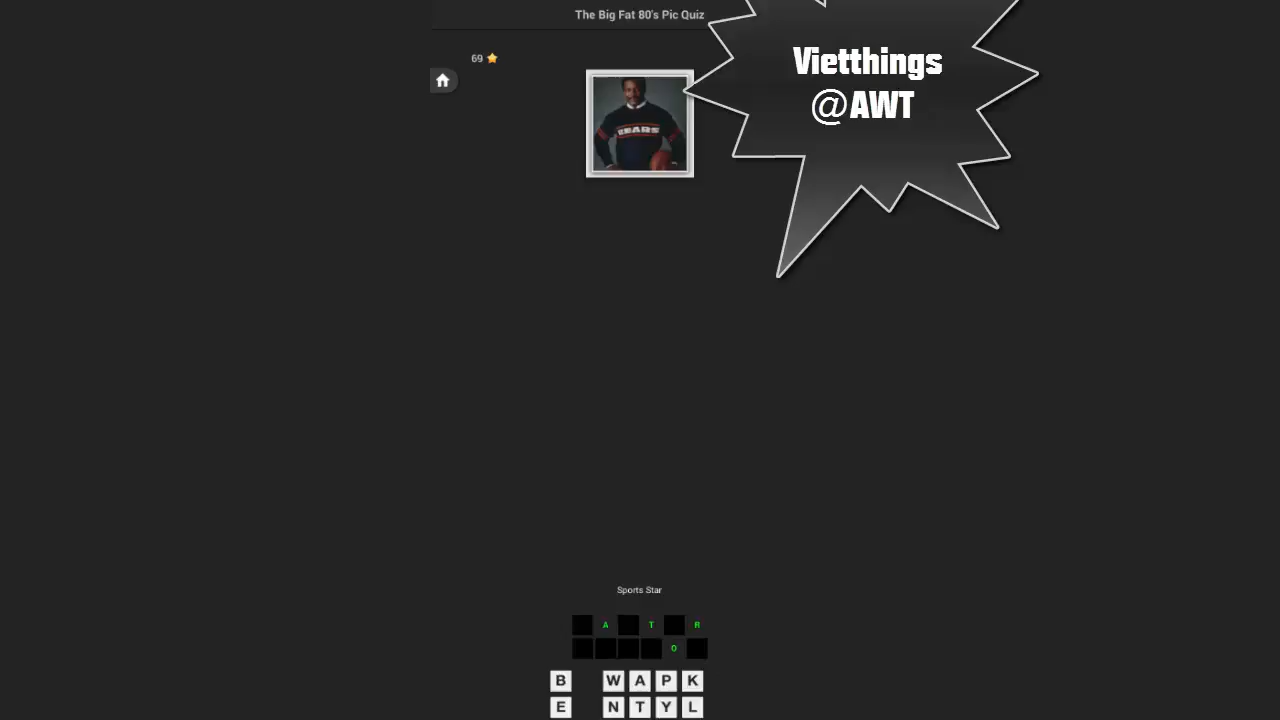 The Big Fat 80's Pic Quiz
Vietthings
@AWT
69
BEARS
Sports Star
A T R
O
B W A P K
E N T Y L